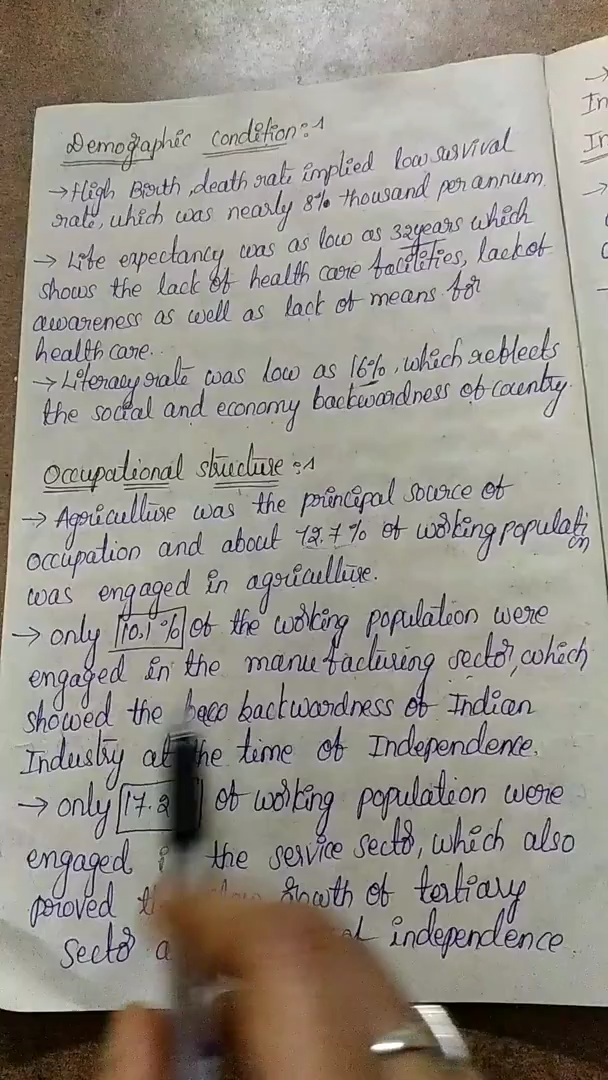 Demographic condition:-
→ High Birth, death rate implied low survival
rate, which was nearly 8% thousand per annum.
→ Life expectancy was as low as 32 years which
shows the lack of health care facilities, lack of
awareness as well as lack of means for
health care.
→ Literacy rate was low as 16%, which reflects
the social and economy backwardness of country.
Occupational structure:-
→ Agriculture was the principal source of
occupation and about 72.7% of working population
was engaged in agriculture.
→ only 10.1% of the working population were
engaged in the manufacturing sector, which
showed the backwardness of Indian
Industry at the time of Independence.
→ only 17.2 of working population were
engaged the service sector, which also
proved growth of tertiary
sector independence.
→
In
In
→